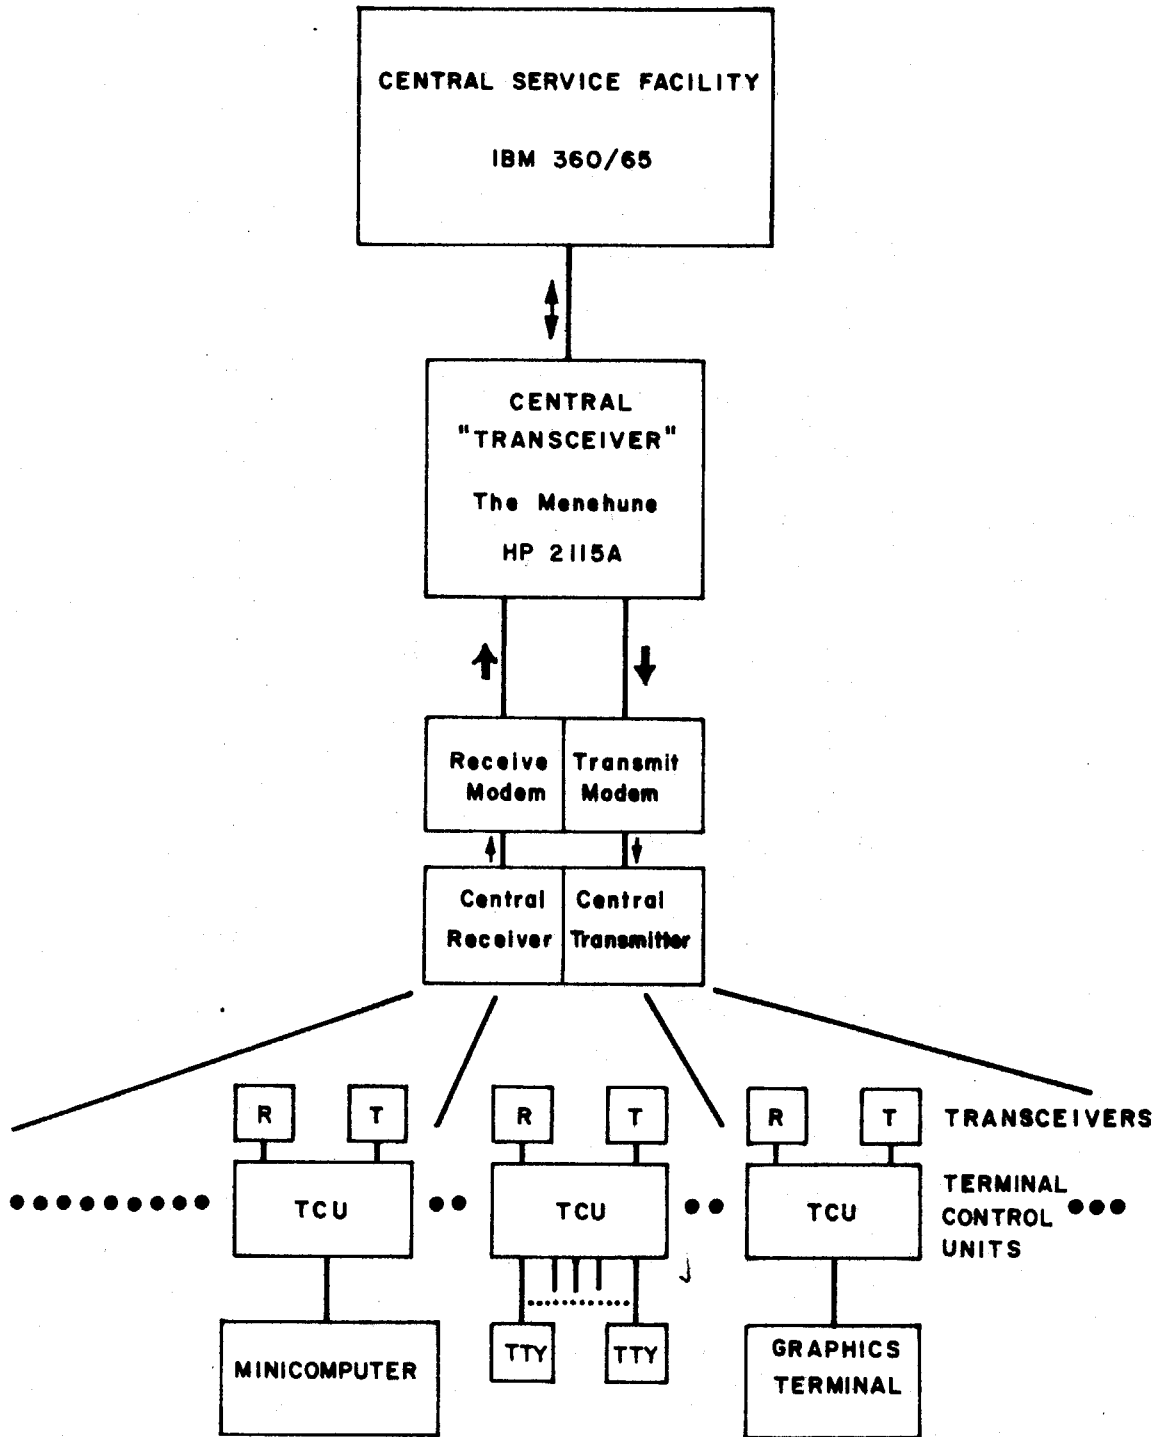 CENTRAL SERVICE FACILITY
IBM 360/65
CENTRAL
"TRANSCEIVER"
The Menehune
HP 2115A
Receive
Modem
Transmit
Modem
Central
Receiver
Central
Transmitter
R
T
R
T
R
T
TRANSCEIVERS
TCU
TCU
TCU
TERMINAL
CONTROL
UNITS
MINICOMPUTER
TTY
TTY
GRAPHICS
TERMINAL